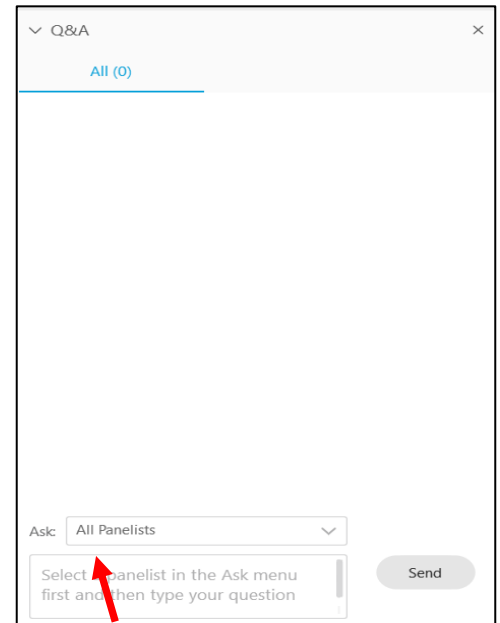 Q&A
All (0)
Ask: All Panelists
Select a panelist in the Ask menu
first and then type your question
Send